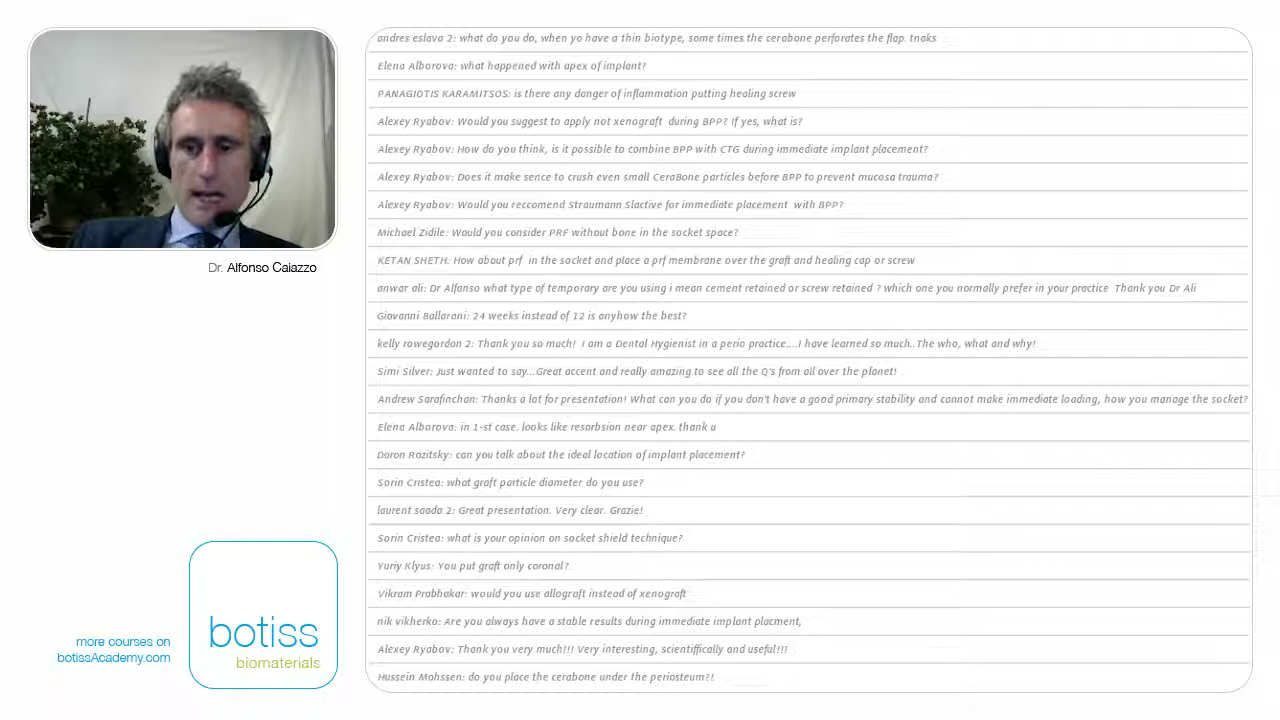 andres eslava 2: what do you do, when yo have a thin biotype, some times the cerabone perforates the flap. tnaks
Elena Alborova: what happened with apex of implant?
PANAGIOTIS KARAMITSOS: is there any danger of inflammation putting healing screw
Alexey Ryabov: Would you suggest to apply not xenograft during BPP? If yes, what is?
Alexey Ryabov: How do you think, is it possible to combine BPP with CTG during immediate implant placement?
Alexey Ryabov: Does it make sence to crush even small CeraBone particles before BPP to prevent mucosa trauma?
Alexey Ryabov: Would you reccomend Straumann Slactive for immediate placement with BPP?
Michael Zidile: Would you consider PRF without bone in the socket space?
KETAN SHETH: How about prf in the socket and place a prf membrane over the graft and healing cap or screw
anwar ali: Dr Alfanso what type of temporary are you using i mean cement retained or screw retained ? which one you normally prefer in your practice Thank you Dr Ali
Giovanni Ballarani: 24 weeks instead of 12 is anyhow the best?
kelly rowegordon 2: Thank you so much! I am a Dental Hygienist in a perio practice....I have learned so much..The who, what and why!
Simi Silver: Just wanted to say...Great accent and really amazing to see all the Q's from all over the planet!
Andrew Sarafinchan: Thanks a lot for presentation! What can you do if you don't have a good primary stability and cannot make immediate loading, how you manage the socket?
Elena Alborova: in 1-st case. looks like resorbsion near apex. thank u
Doron Rozitsky: can you talk about the ideal location of implant placement?
Sorin Cristea: what graft particle diameter do you use?
laurent saada 2: Great presentation. Very clear. Grazie!
Sorin Cristea: what is your opinion on socket shield technique?
Yuriy Klyus: You put graft only coronal?
Vikram Prabhakar: would you use allograft instead of xenograft
nik vikherko: Are you always have a stable results during immediate implant placment,
Alexey Ryabov: Thank you very much!!! Very interesting, scientiffically and useful!!!
Hussein Mohssen: do you place the cerabone under the periosteum?!
Dr. Alfonso Caiazzo
botiss
biomaterials
more courses on
botissAcademy.com